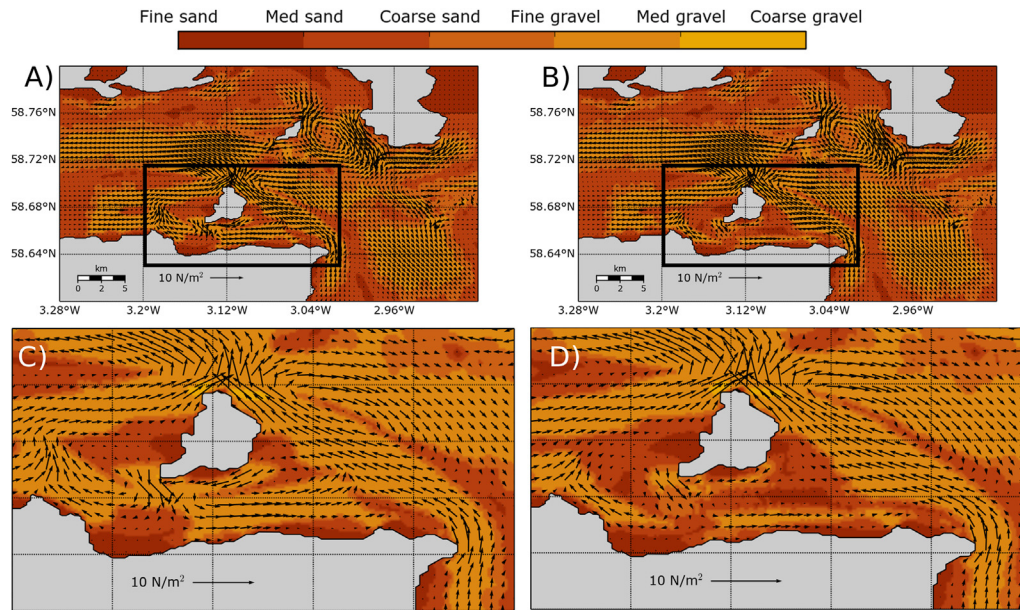 Fine sand Med sand Coarse sand Fine gravel Med gravel Coarse gravel
A) B)
58.76°N 58.76°N
58.72°N 58.72°N
58.68°N 58.68°N
58.64°N 58.64°N
km 10 N/m² km 10 N/m²
0 2 5 0 2 5
3.28°W 3.2°W 3.12°W 3.04°W 2.96°W 3.28°W 3.2°W 3.12°W 3.04°W 2.96°W
C) D)
10 N/m² 10 N/m²